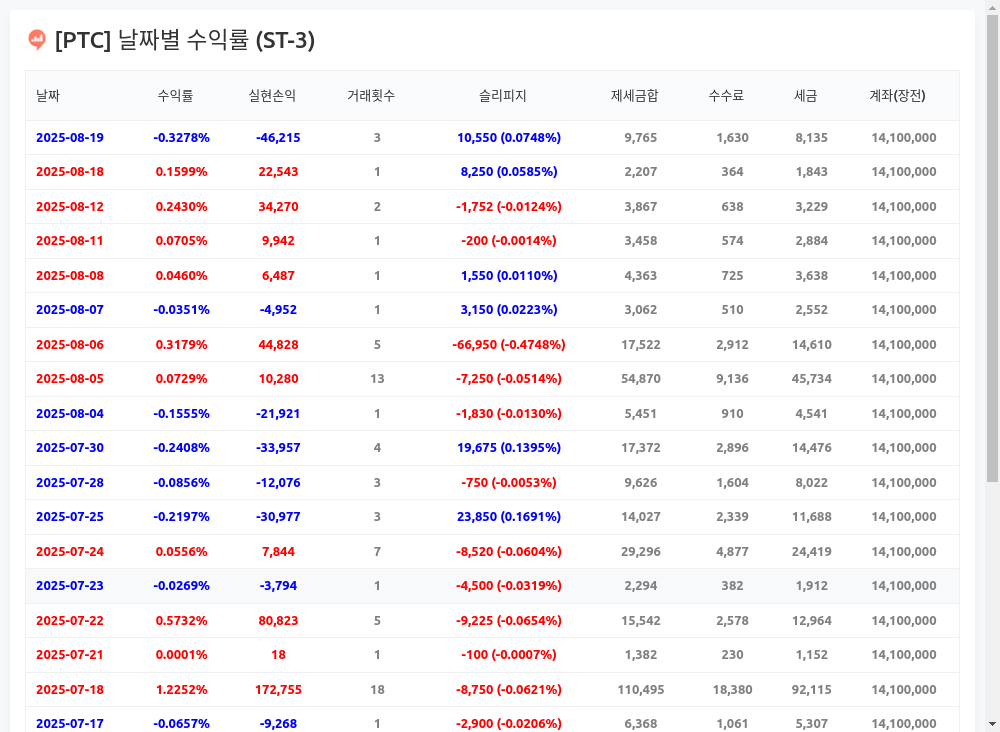 [PTC] 날짜별 수익률 (ST-3)
날짜 수익률 실현손익 거래횟수 슬리피지 제세금합 수수료 세금 계좌(장전)
2025-08-19 -0.3278% -46,215 3 10,550 (0.0748%) 9,765 1,630 8,135 14,100,000
2025-08-18 0.1599% 22,543 1 8,250 (0.0585%) 2,207 364 1,843 14,100,000
2025-08-12 0.2430% 34,270 2 -1,752 (-0.0124%) 3,867 638 3,229 14,100,000
2025-08-11 0.0705% 9,942 1 -200 (-0.0014%) 3,458 574 2,884 14,100,000
2025-08-08 0.0460% 6,487 1 1,550 (0.0110%) 4,363 725 3,638 14,100,000
2025-08-07 -0.0351% -4,952 1 3,150 (0.0223%) 3,062 510 2,552 14,100,000
2025-08-06 0.3179% 44,828 5 -66,950 (-0.4748%) 17,522 2,912 14,610 14,100,000
2025-08-05 0.0729% 10,280 13 -7,250 (-0.0514%) 54,870 9,136 45,734 14,100,000
2025-08-04 -0.1555% -21,921 1 -1,830 (-0.0130%) 5,451 910 4,541 14,100,000
2025-07-30 -0.2408% -33,957 4 19,675 (0.1395%) 17,372 2,896 14,476 14,100,000
2025-07-28 -0.0856% -12,076 3 -750 (-0.0053%) 9,626 1,604 8,022 14,100,000
2025-07-25 -0.2197% -30,977 3 23,850 (0.1691%) 14,027 2,339 11,688 14,100,000
2025-07-24 0.0556% 7,844 7 -8,520 (-0.0604%) 29,296 4,877 24,419 14,100,000
2025-07-23 -0.0269% -3,794 1 -4,500 (-0.0319%) 2,294 382 1,912 14,100,000
2025-07-22 0.5732% 80,823 5 -9,225 (-0.0654%) 15,542 2,578 12,964 14,100,000
2025-07-21 0.0001% 18 1 -100 (-0.0007%) 1,382 230 1,152 14,100,000
2025-07-18 1.2252% 172,755 18 -8,750 (-0.0621%) 110,495 18,380 92,115 14,100,000
2025-07-17 -0.0657% -9,268 1 -2,900 (-0.0206%) 6,368 1,061 5,307 14,100,000